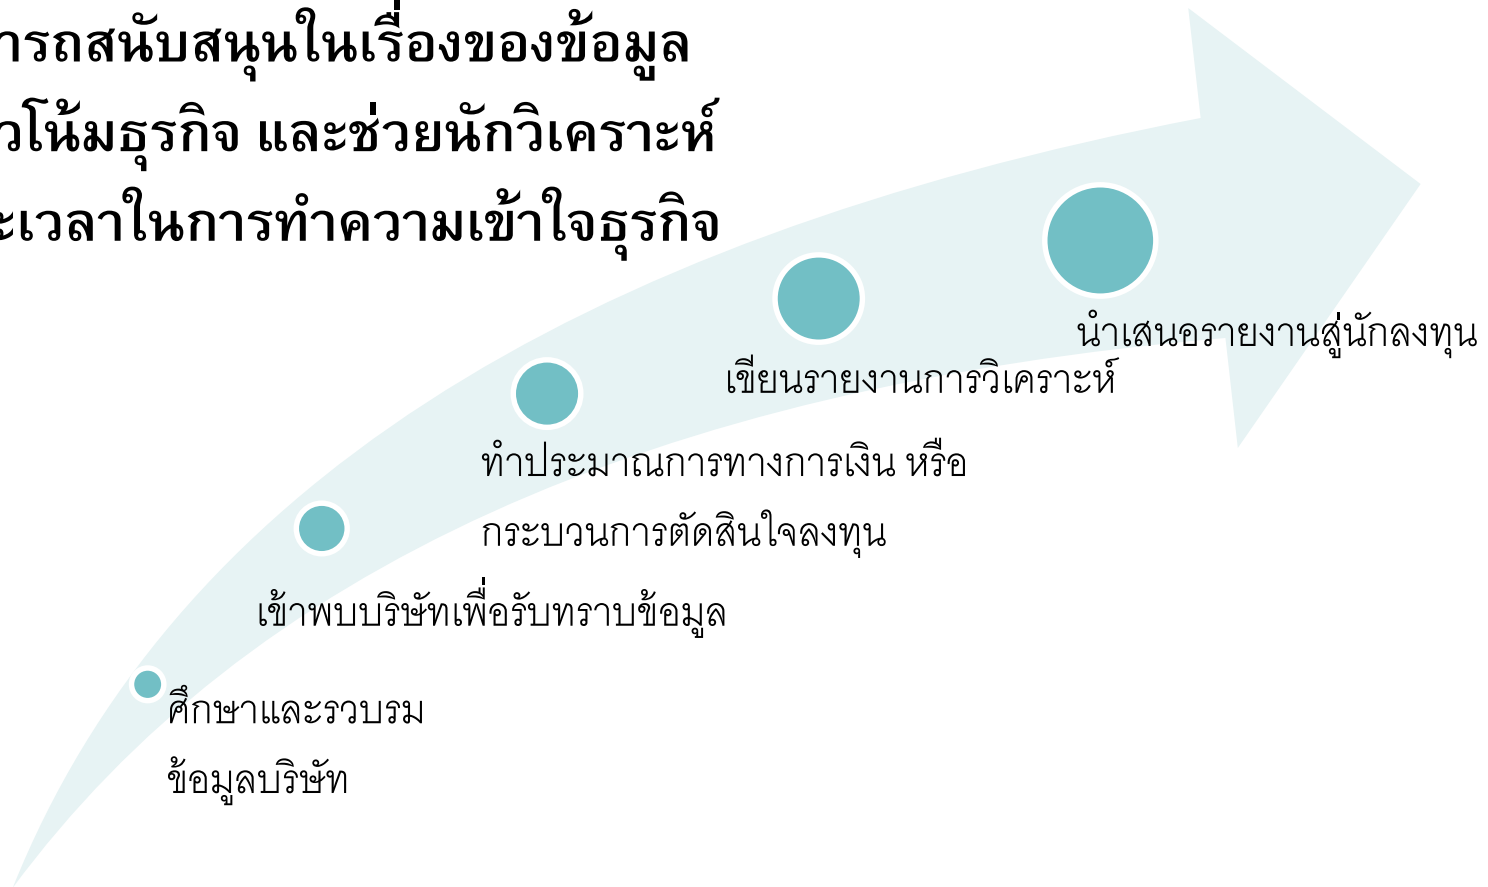 ารถสนับสนุนในเรื่องของข้อมูล
วโน้มธุรกิจ และช่วยนักวิเคราะห์
ะเวลาในการทำความเข้าใจธุรกิจ
นำเสนอรายงานสู่นักลงทุน
เขียนรายงานการวิเคราะห์
ทำประมาณการทางการเงิน หรือ
กระบวนการตัดสินใจลงทุน
เข้าพบบริษัทเพื่อรับทราบข้อมูล
ศึกษาและรวบรม
ข้อมูลบริษัท